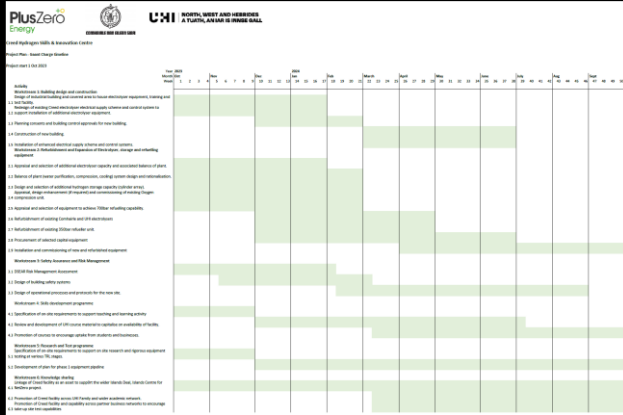 PlusZero
Energy
COMHAIRLE NAN EILEAN SIAR
UHI | NORTH, WEST AND HEBRIDES
A TUATH, AN IAR IS INNSE GALL
Creed Hydrogen Skills & Innovation Centre
Project Plan - Gantt Charge timeline
Project start 1 Oct 2023
Year 2023 2024
Month Oct Nov Dec Jan Feb March April May June July Aug Sept
Week
Activity
Workstream 1: Building design and construction
Design of industrial building and covered area to house electrolyser equipment, training and
1.1 test facility.
Redesign of existing Creed electrolyser electrical supply scheme and control system to
1.2 support installation of additional electrolyser equipment
1.3 Planning consents and building control approvals for new building.
1.4 Construction of new building
1.5 Installation of enhanced electrical supply scheme and control systems
Workstream 2: Refurbishment and Expansion of Electrolyser, storage and refuelling
equipment
2.1 Appraisal and selection of additional electrolyser capacity and associated balance of plant.
2.2 Balance of plant (water purification, compression, cooling) system design and rationalisation.
2.3 Design and selection of additional hydrogen storage capacity (cylinder array).
Appraisal, design enhancement (if required) and commissioning of existing Oxygen
2.4 compression unit.
2.5 Appraisal and selection of equipment to achieve 700bar refuelling capability.
2.6 Refurbishment of existing Comhairle and UHI electrolysers
2.7 Refurbishment of existing 350bar refueller unit
2.8 Procurement of selected capital equipment
2.9 Installation and commissioning of new and refurbished equipment
Workstream 3: Safety Assurance and Risk Management
3.1 DSEAR Risk Management Assessment
3.2 Design of building safety systems
3.3 Design of operational processes and protocols for the new site.
Workstream 4: Skills development programme
4.1 Specification of on-site requirements to support teaching and learning activity
4.2 Review and development of UHI course material to capitalise on availability of facility.
4.3 Promotion of courses to encourage uptake from students and businesses.
Workstream 5: Research and Test programme
Specification of on-site requirements to support on site research and rigorous equipment
5.1 testing at various TRL stages
5.2 Development of plan for phase 2 equipment pipeline
Workstream 6: Knowledge sharing
Linkage of Creed facility as an asset to support the wider Islands Deal, Islands Centre for
6.1 NetZero project
6.2 Promotion of Creed facility across UHI Family and wider academic network.
Promotion of Creed facility and capability across partner business networks to encourage
6.3 take-up site test capabilities